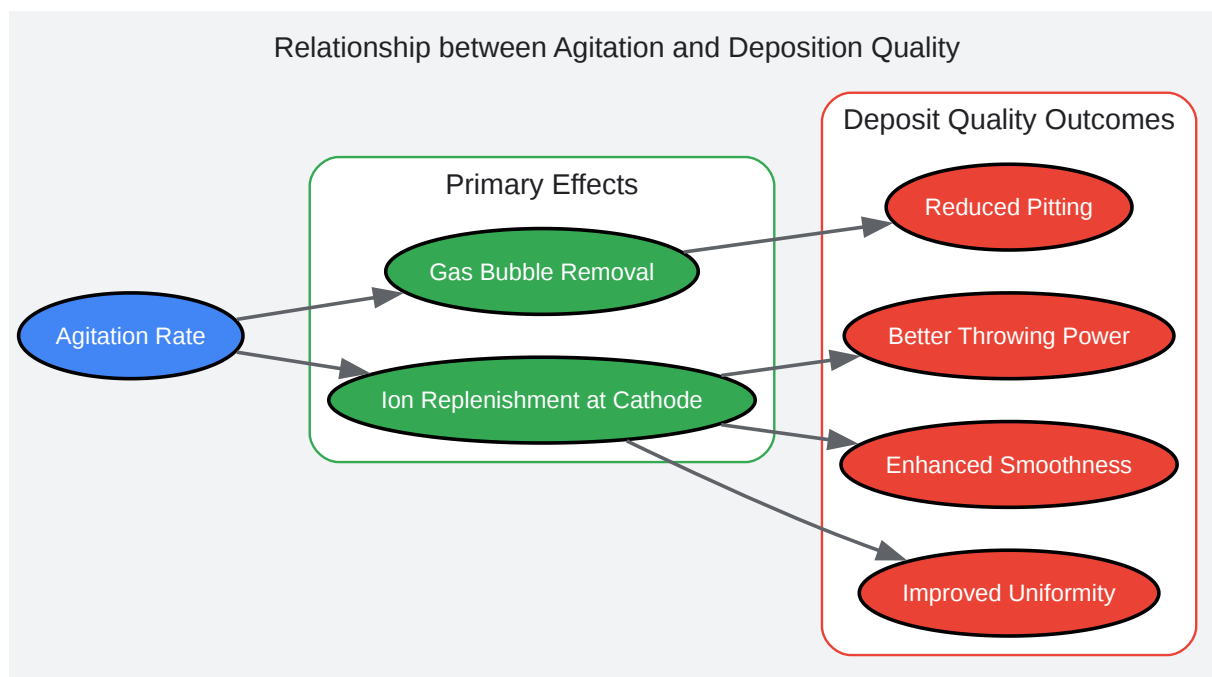 Relationship between Agitation and Deposition Quality
Deposit Quality Outcomes
Primary Effects
Reduced Pitting
Gas Bubble Removal
Agitation Rate
Better Throwing Power
Ion Replenishment at Cathode
Enhanced Smoothness
Improved Uniformity